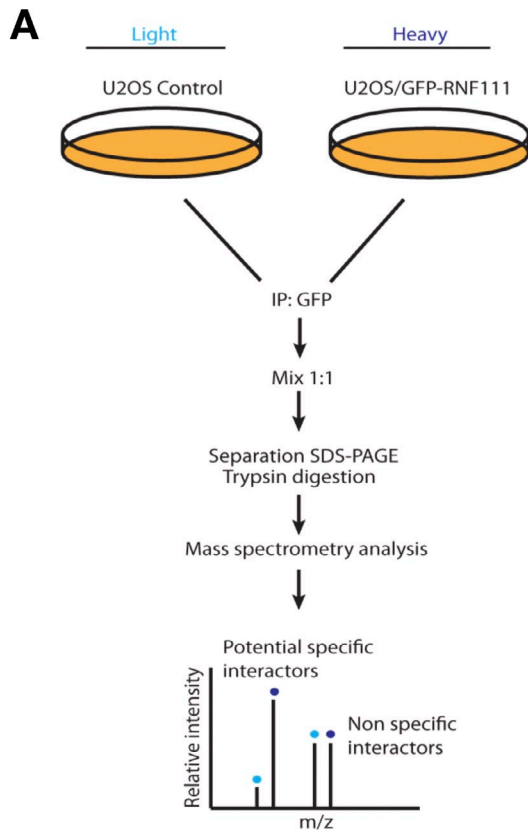 A
Light
Heavy
U2OS Control
U2OS/GFP-RNF111
IP: GFP
Mix 1:1
Separation SDS-PAGE
Trypsin digestion
Mass spectrometry analysis
Potential specific
interactors
Non specific
interactors
Relative intensity
m/z